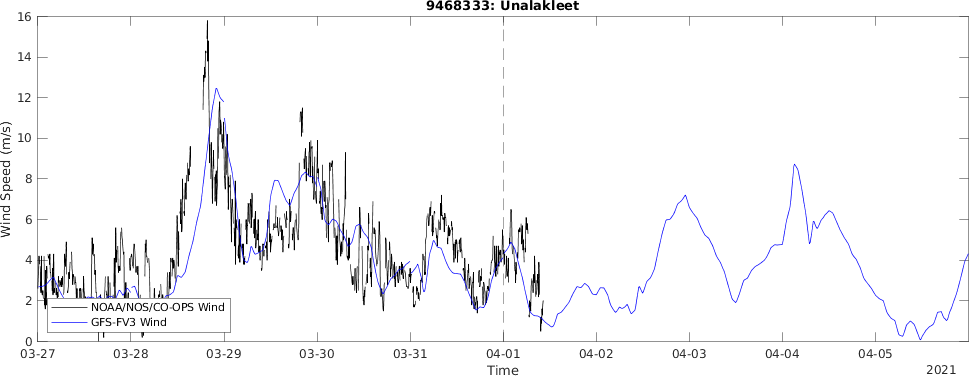 9468333: Unalakleet
Wind Speed (m/s)
16
14
12
10
8
6
4
2
0
NOAA/NOS/CO-OPS Wind
GFS-FV3 Wind
03-27 03-28 03-29 03-30 03-31 04-01 04-02 04-03 04-04 04-05
Time
2021